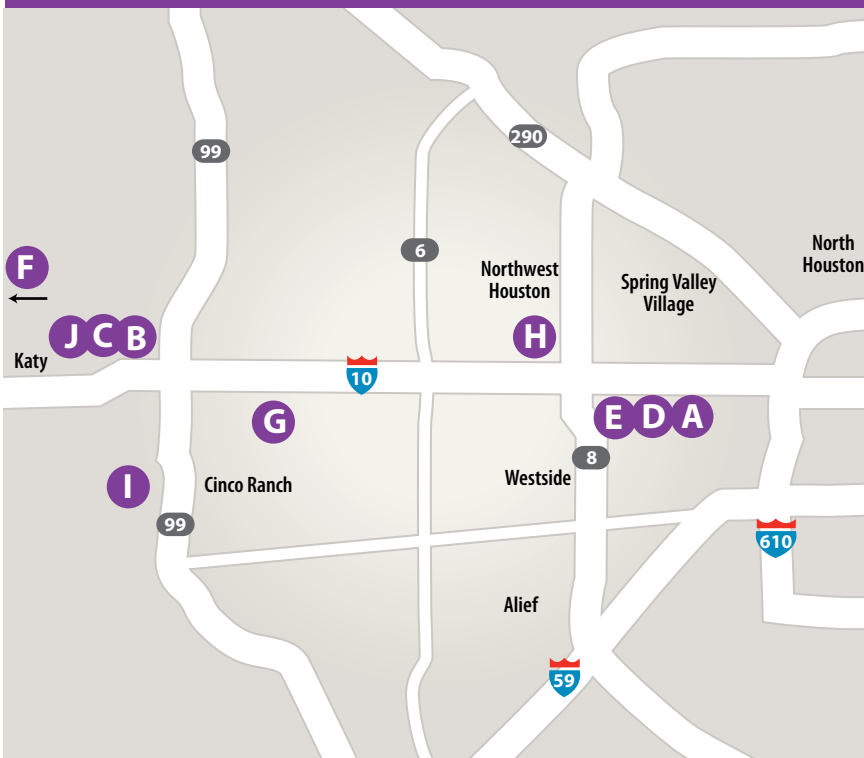 99
290
6
North
Houston
F
Northwest
Houston
Spring Valley
Village
J
C
B
H
Katy
10
G
E
D
A
8
I
Cinco Ranch
Westside
99
610
Alief
59